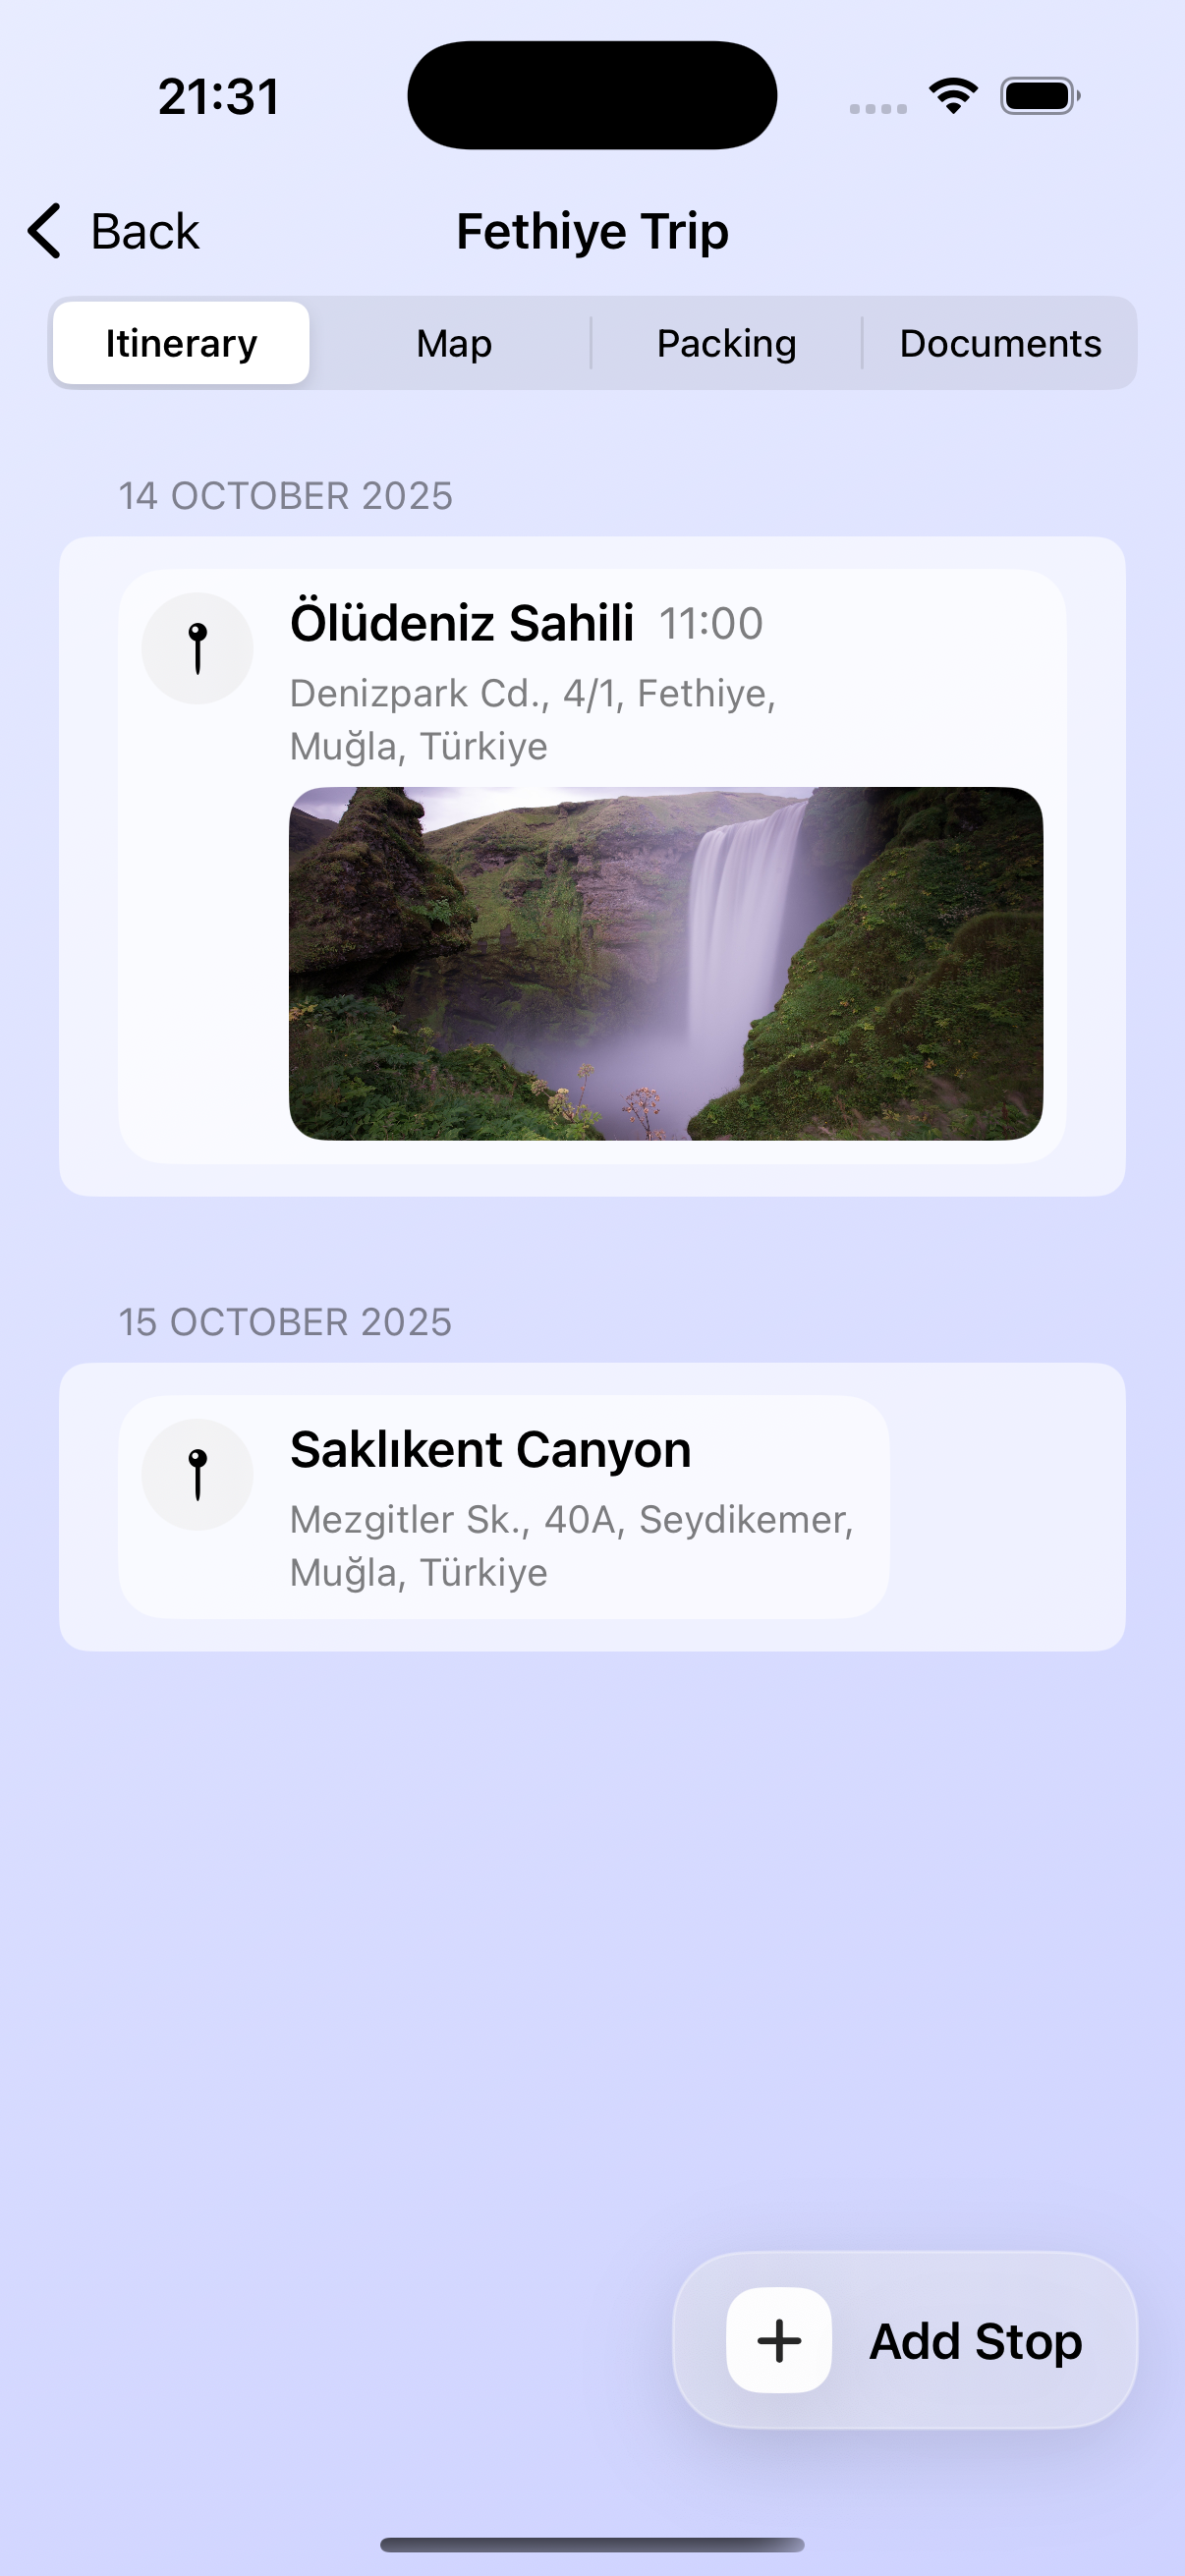 21:31
Back
Fethiye Trip
Itinerary
Map
Packing
Documents
14 OCTOBER 2025
Ölüdeniz Sahili 11:00
Denizpark Cd., 4/1, Fethiye,
Muğla, Türkiye
15 OCTOBER 2025
Saklıkent Canyon
Mezgitler Sk., 40A, Seydikemer,
Muğla, Türkiye
Add Stop